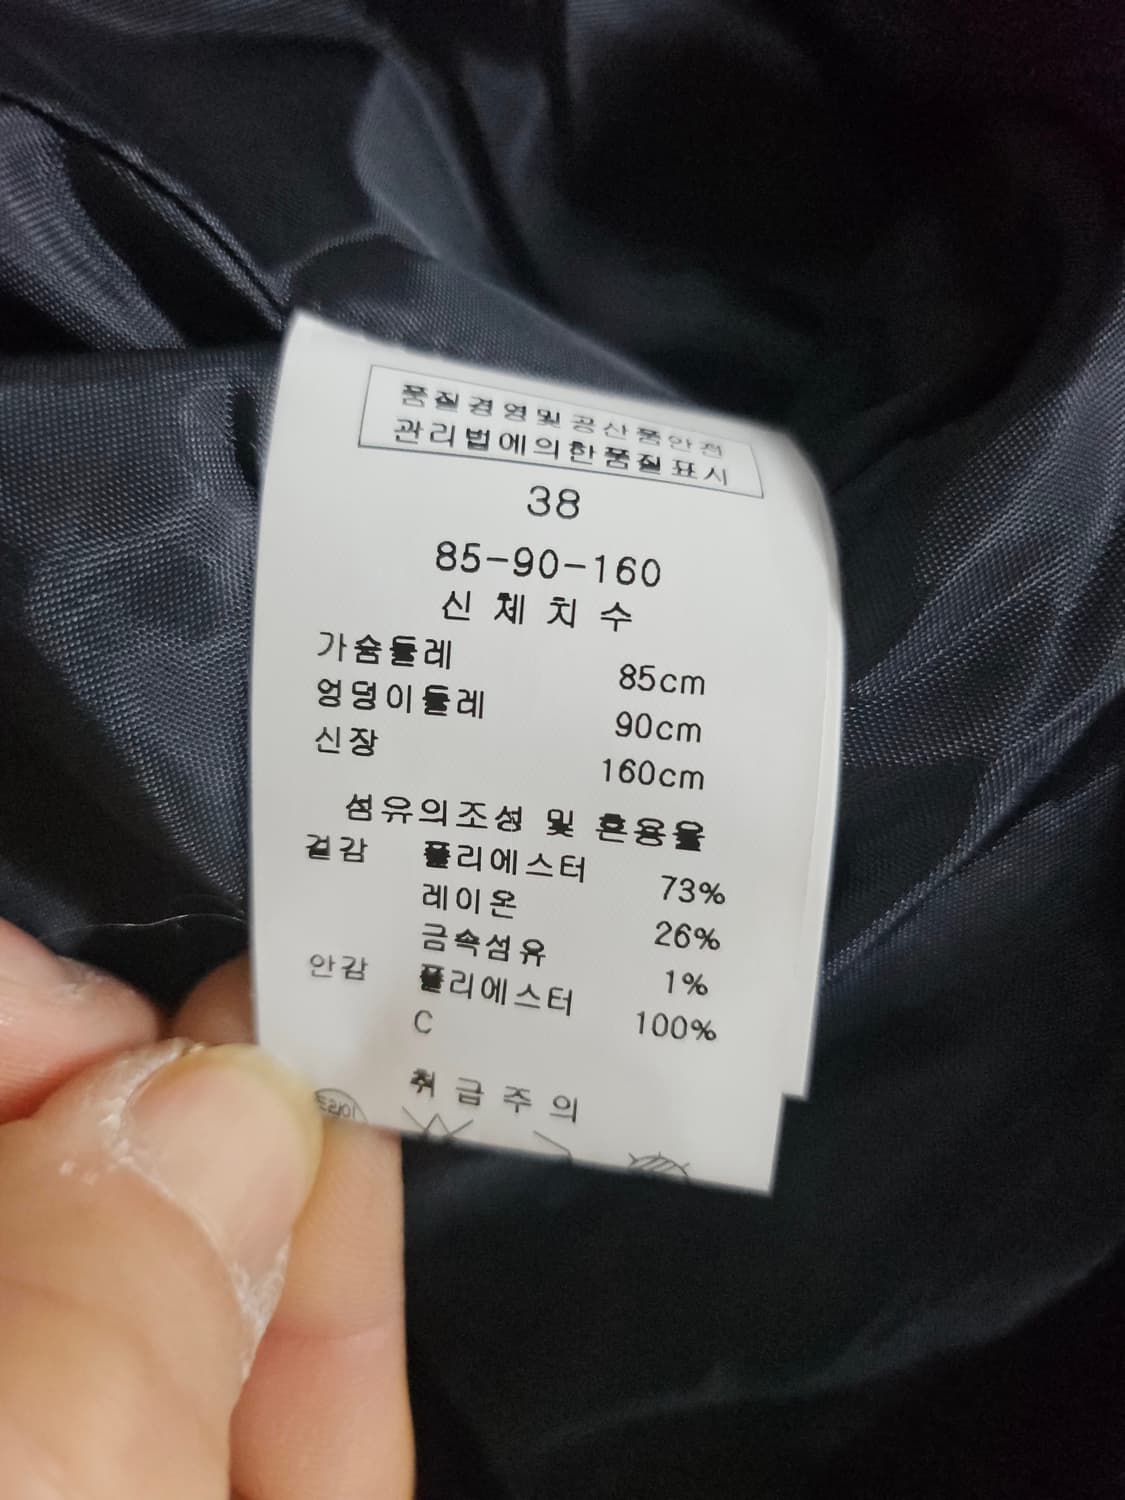 품질경영및공산품안전
관리법에의한품질표시
38
85-90-160
신체치수
가슴둘레 85cm
엉덩이둘레 90cm
신장 160cm
섬유의조성 및 혼용율
겉감 폴리에스터 73%
레이온 26%
금속섬유 1%
안감 폴리에스터 100%
C
취급주의
드라이